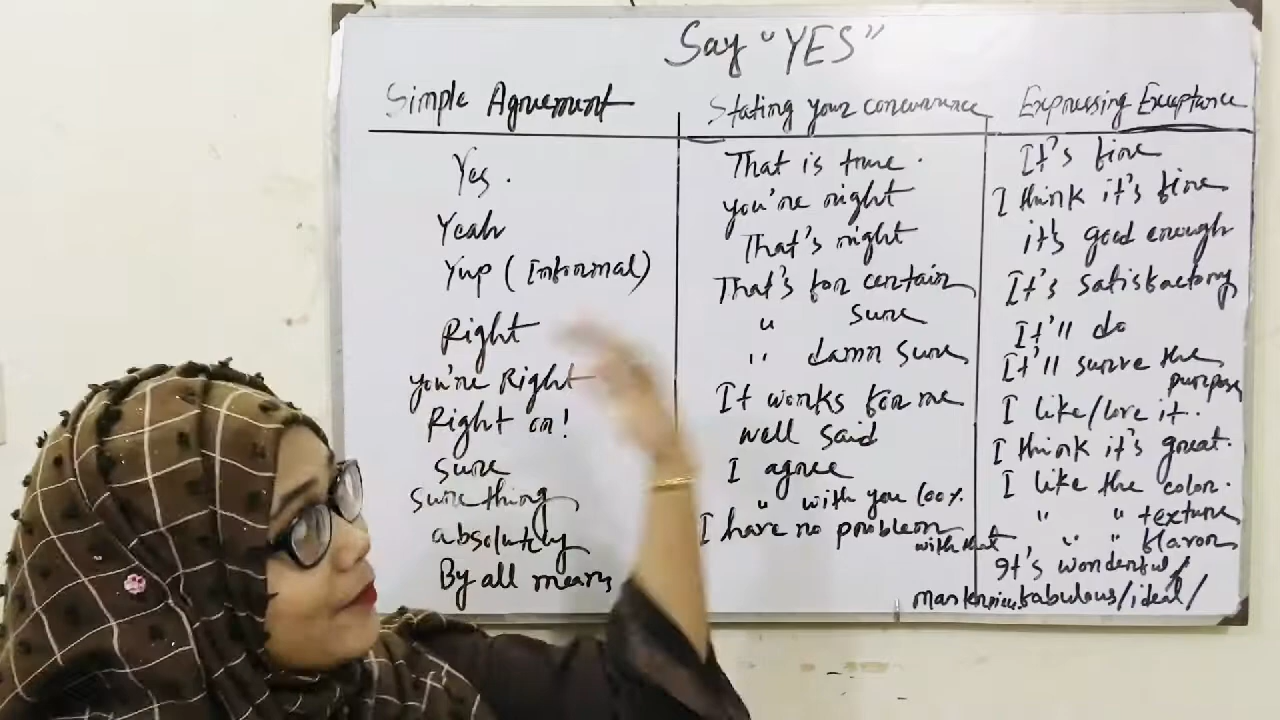 Say "YES"
Simple Agreement
Yes.
Yeah
Yup (Informal)
Right
you're Right
Right on!
sure
sure thing
absolutely
By all means
Stating your concurrence
That is true.
you're right
That's right
That's for certain
" sure
" damn sure
It works for me
well said
I agree
" with you 100%.
I have no problem
with that
Expressing Exceptance
It's fine
I think it's fine
it's good enough
It's satisfactory
It'll do
It'll surve the
purpose
I like/love it.
I think it's great.
I like the color.
" " texture
" " flavor
It's wonderful/
fabulous/ideal/